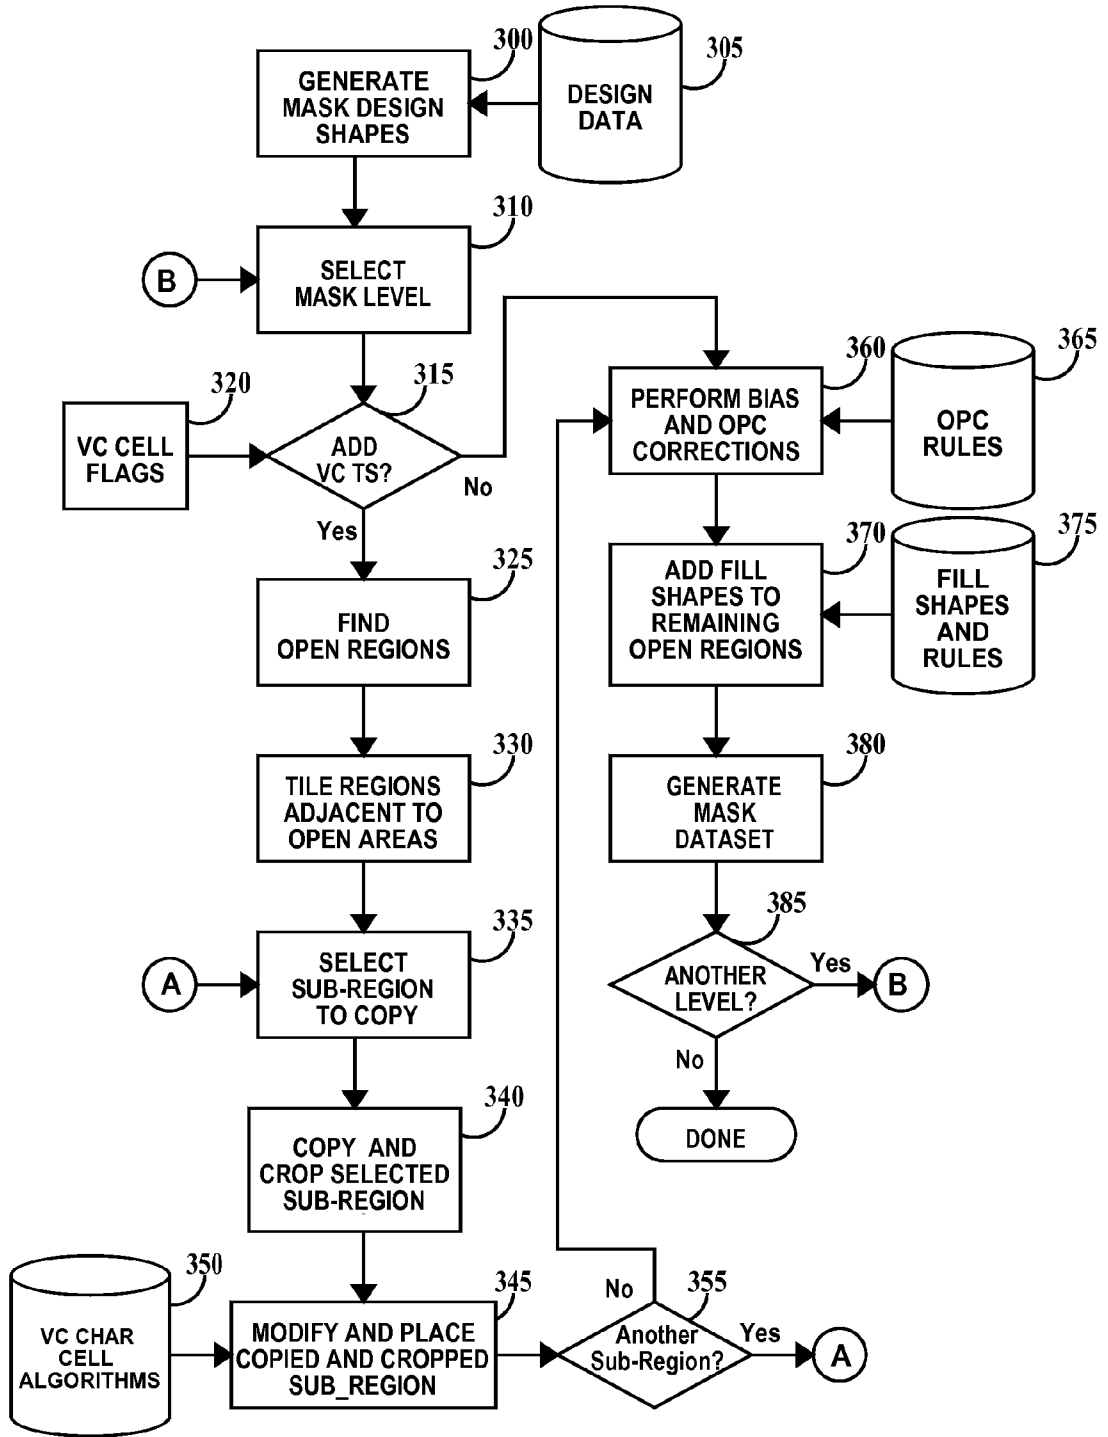 300
GENERATE
MASK DESIGN
SHAPES
305
DESIGN
DATA
310
B
SELECT
MASK LEVEL
320
VC CELL
FLAGS
315
ADD
VC TS?
No
Yes
325
FIND
OPEN REGIONS
330
TILE REGIONS
ADJACENT TO
OPEN AREAS
335
A
SELECT
SUB-REGION
TO COPY
340
COPY AND
CROP SELECTED
SUB-REGION
350
VC CHAR
CELL
ALGORITHMS
345
MODIFY AND PLACE
COPIED AND CROPPED
SUB_REGION
355
No
Another
Sub-Region?
Yes
A
360
PERFORM BIAS
AND OPC
CORRECTIONS
365
OPC
RULES
370
ADD FILL
SHAPES TO
REMAINING
OPEN REGIONS
375
FILL
SHAPES
AND
RULES
380
GENERATE
MASK
DATASET
385
ANOTHER
LEVEL?
Yes
B
No
DONE